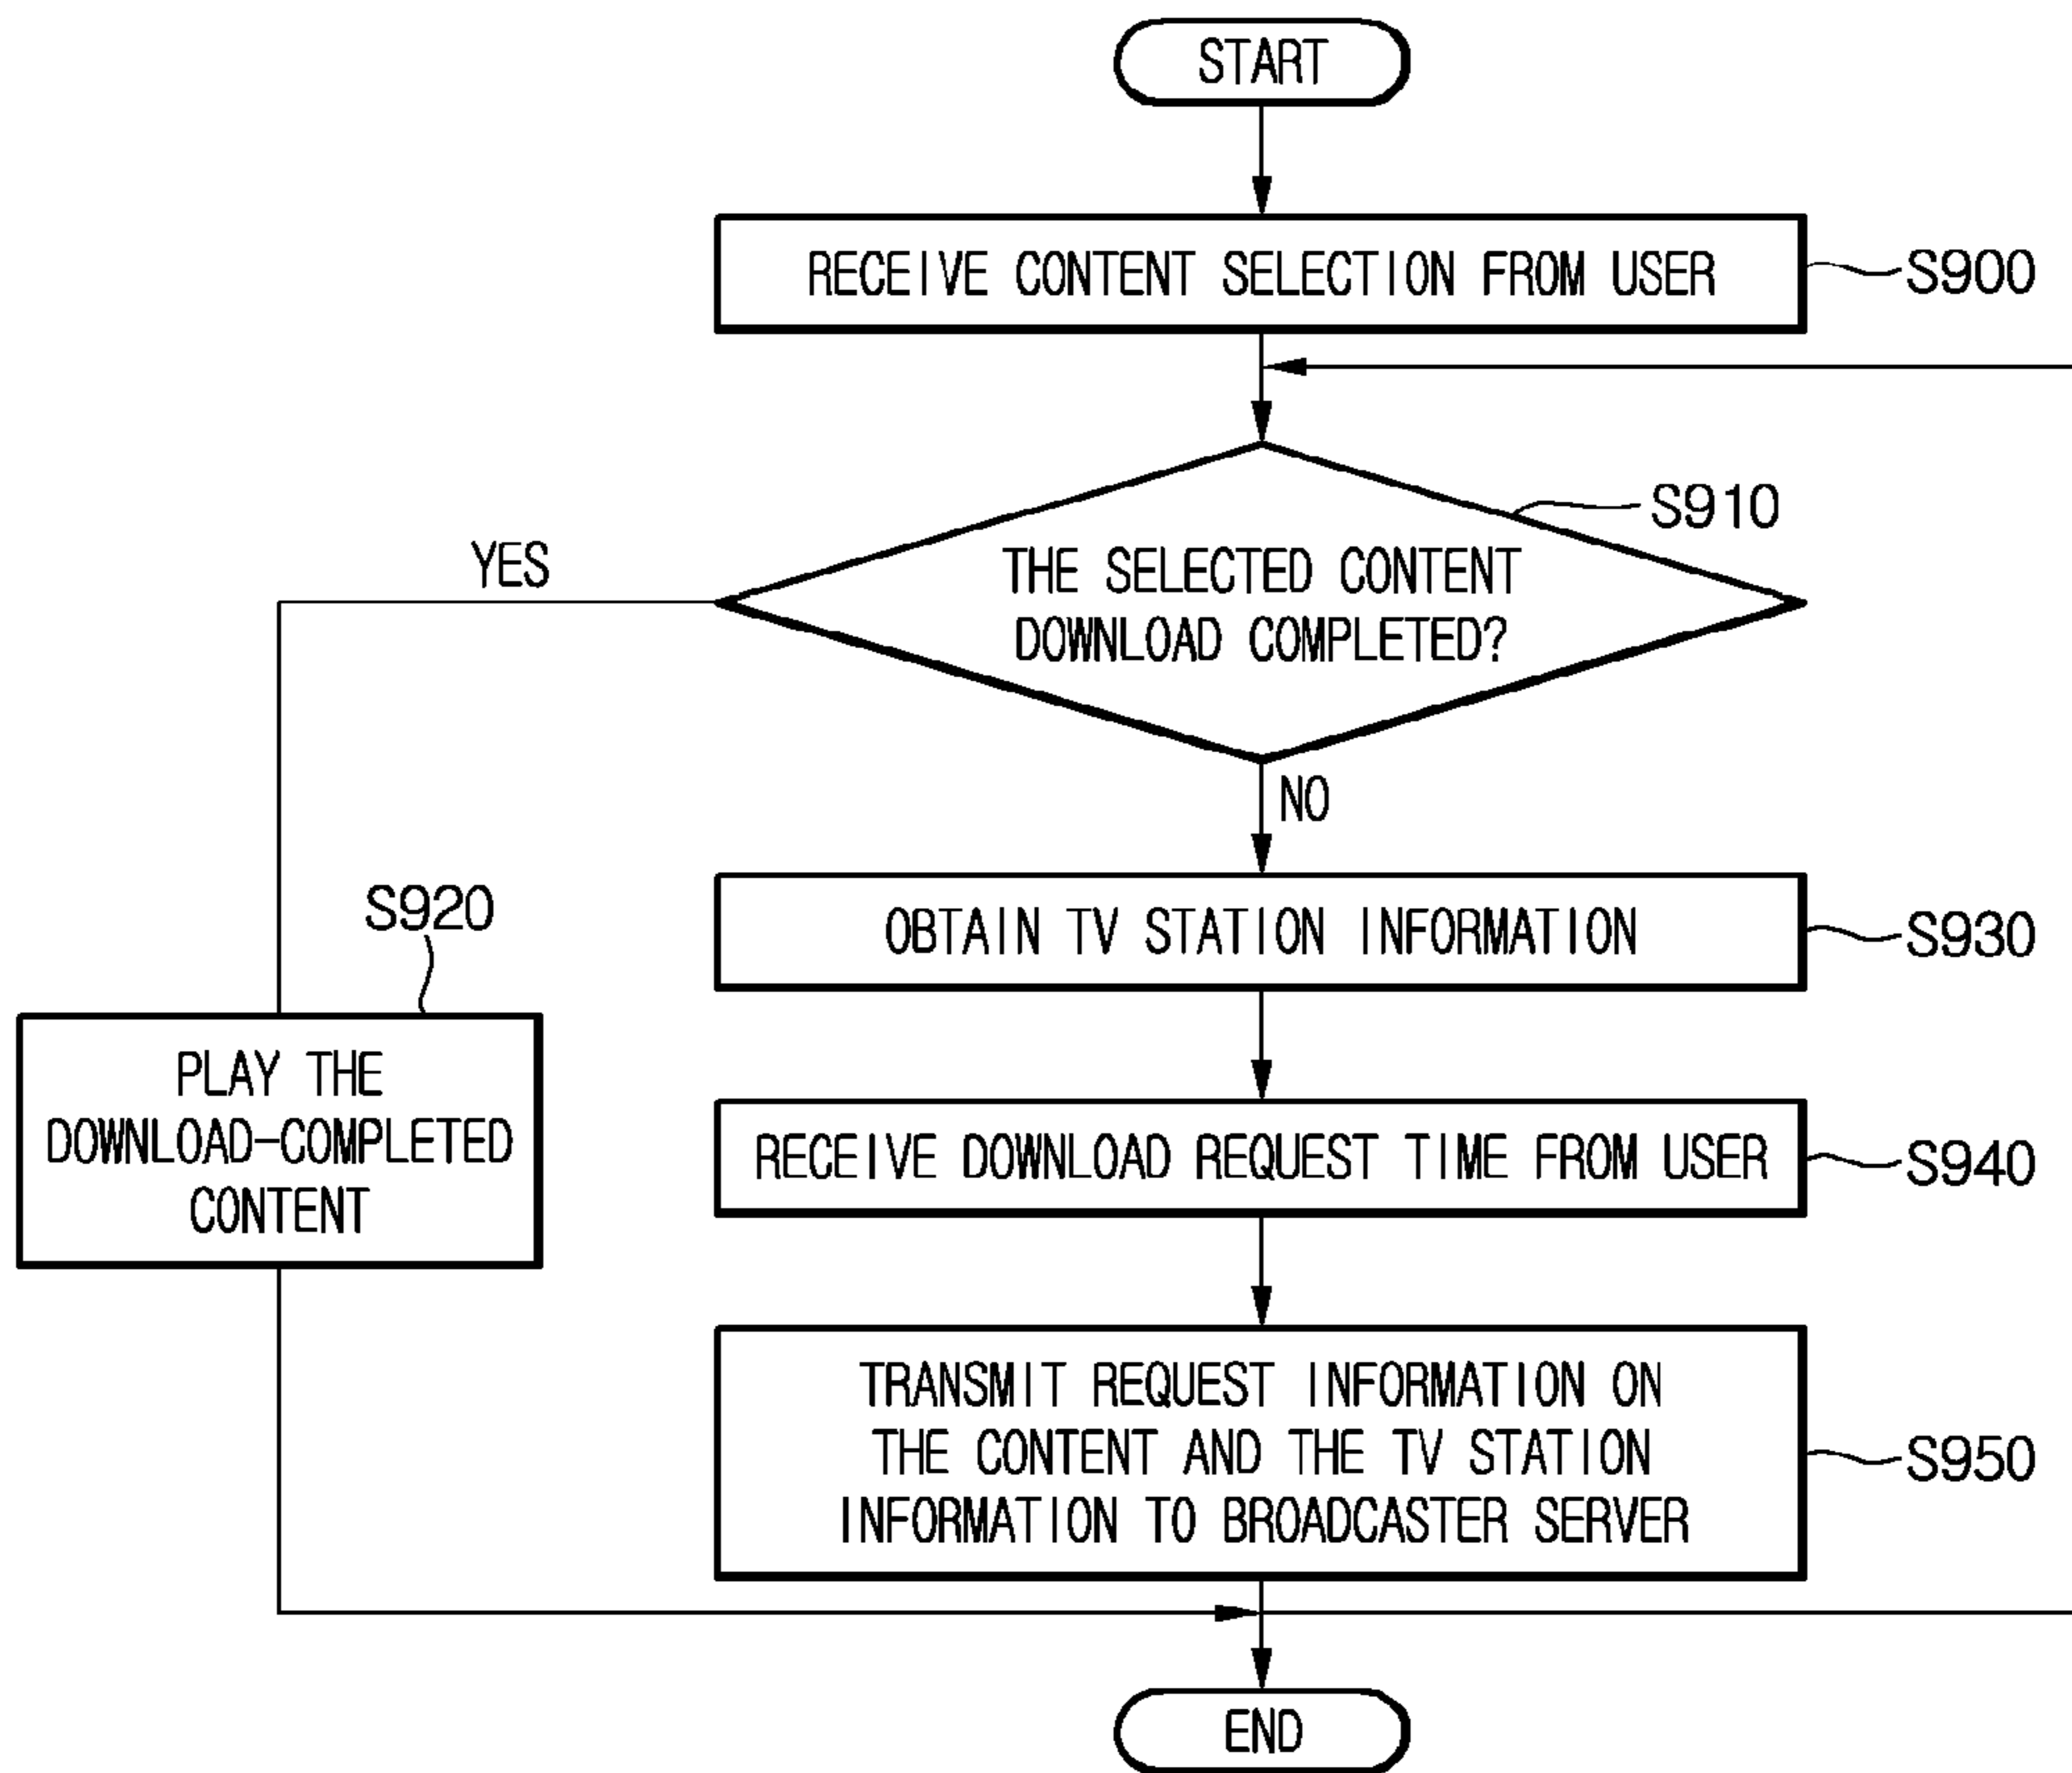 START
RECEIVE CONTENT SELECTION FROM USER
S900
S910
THE SELECTED CONTENT
DOWNLOAD COMPLETED?
YES
NO
S920
PLAY THE
DOWNLOAD-COMPLETED
CONTENT
OBTAIN TV STATION INFORMATION
S930
RECEIVE DOWNLOAD REQUEST TIME FROM USER
S940
TRANSMIT REQUEST INFORMATION ON
THE CONTENT AND THE TV STATION
INFORMATION TO BROADCASTER SERVER
S950
END